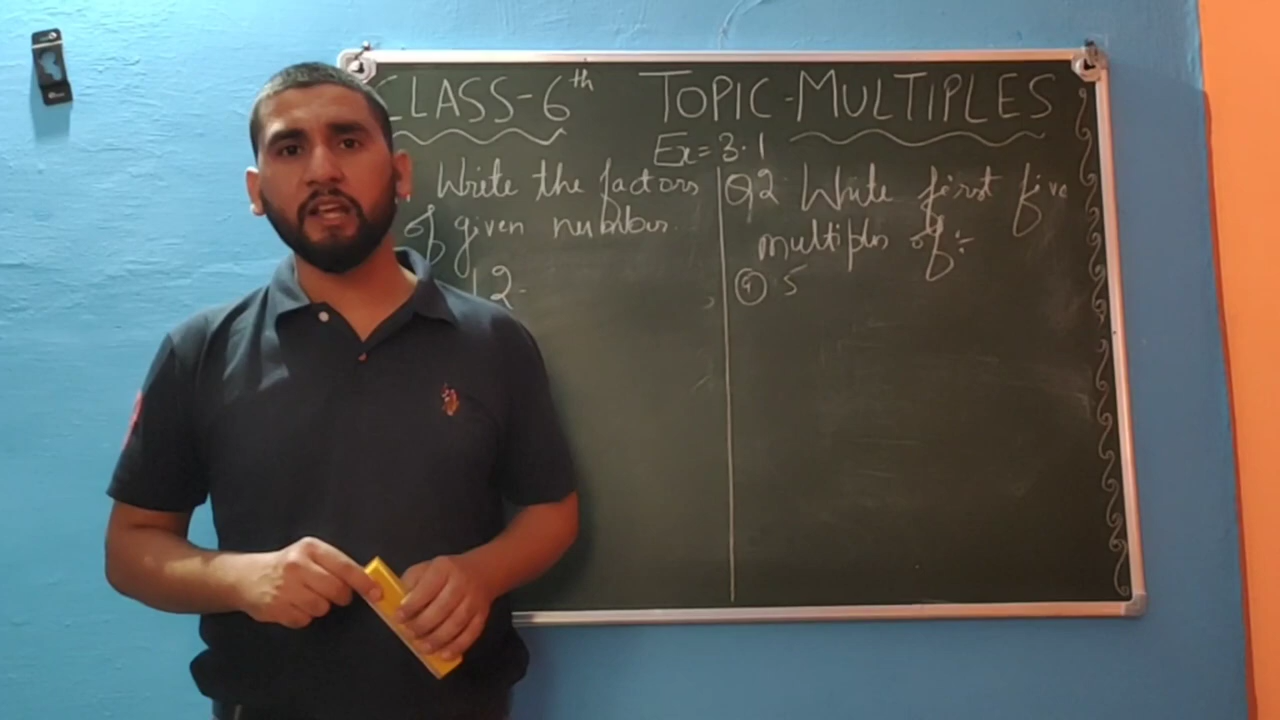 CLASS-6th TOPIC-MULTIPLES
Ex=3.1
Write the factors
of given numbers.
12.
Q2 Write first five
multiples of:-
5